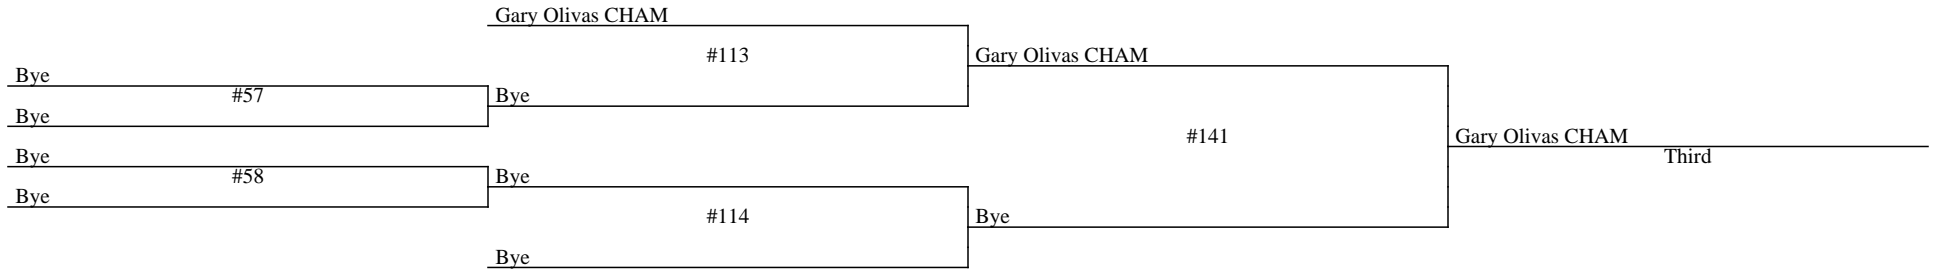 Gary Olivas CHAM
#113
Gary Olivas CHAM
Bye
#57
Bye
Bye
#141
Gary Olivas CHAM
Third
Bye
#58
Bye
Bye
#114
Bye
Bye